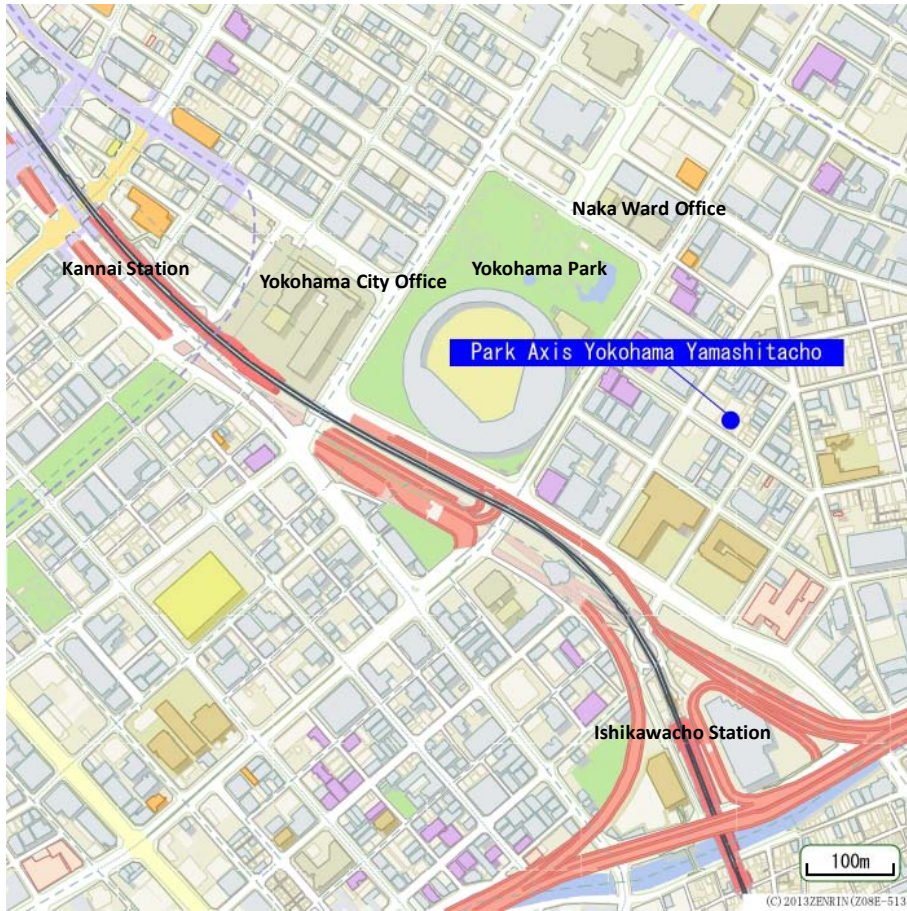 Naka Ward Office
Kannai Station
Yokohama City Office
Yokohama Park
Park Axis Yokohama Yamashitacho
Ishikawacho Station
100m
(C) 2013ZENRIN(Z08E-513